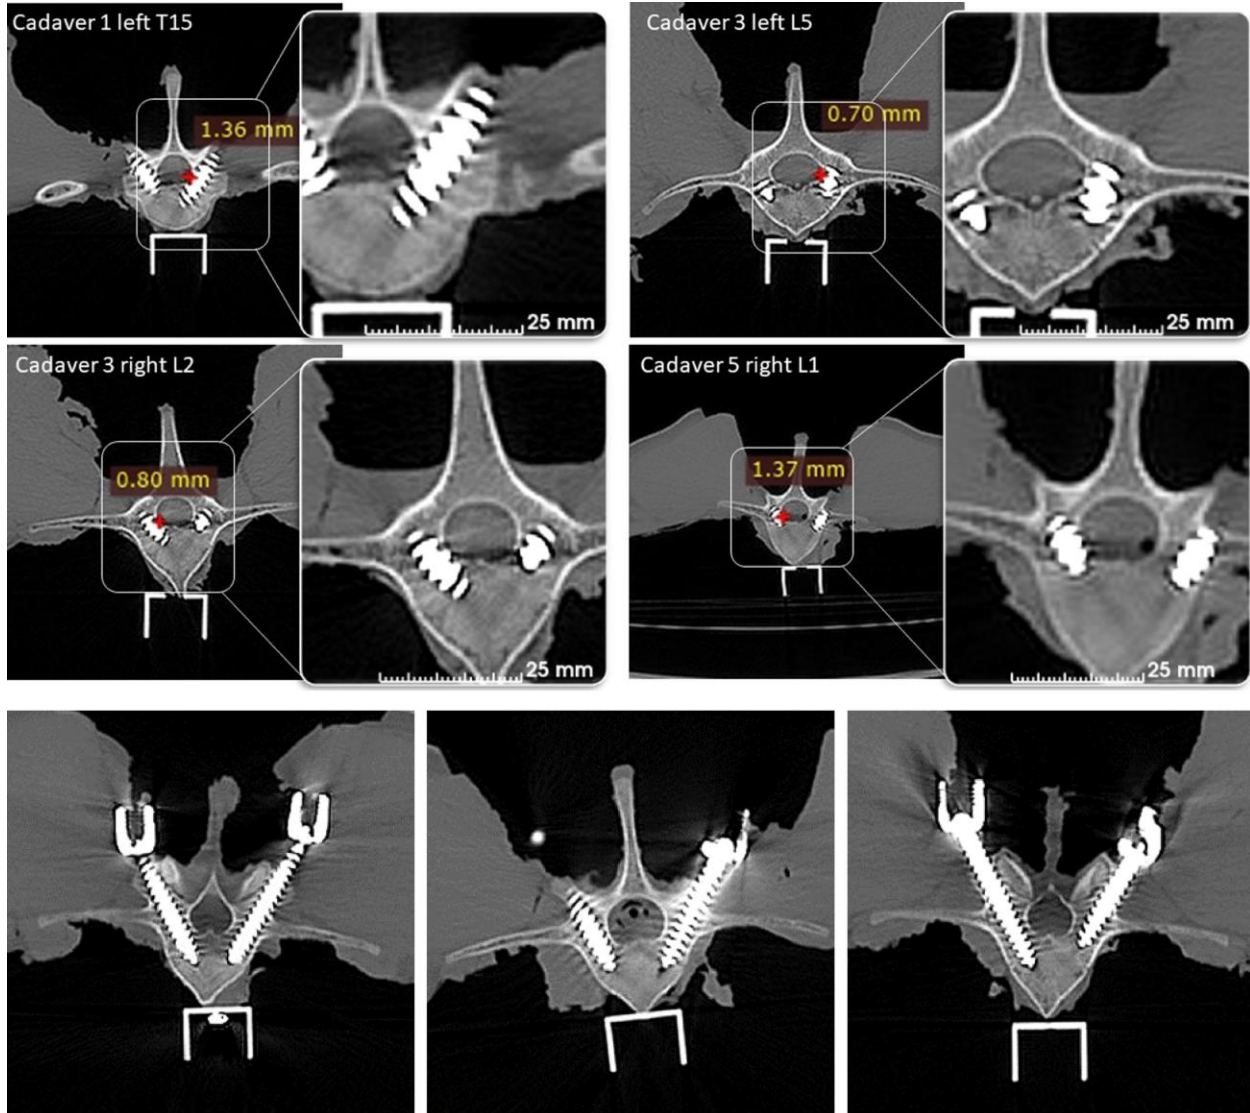 Cadaver 1 left T15
1.36 mm
25 mm
Cadaver 3 left L5
0.70 mm
25 mm
Cadaver 3 right L2
0.80 mm
25 mm
Cadaver 5 right L1
1.37 mm
25 mm